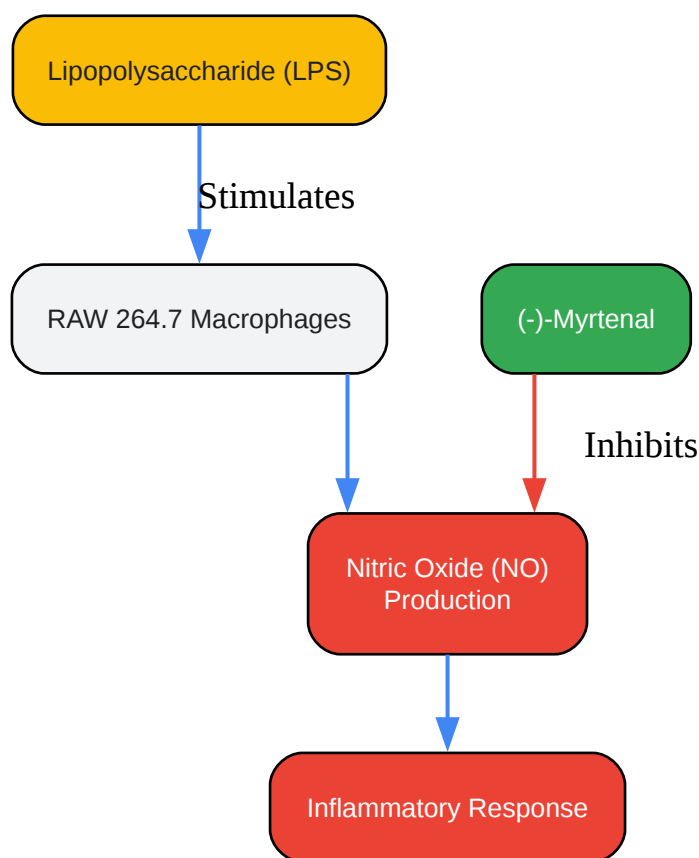 Lipopolysaccharide (LPS)
Stimulates
RAW 264.7 Macrophages
(-)-Myrtenal
Inhibits
Nitric Oxide (NO)
Production
Inflammatory Response